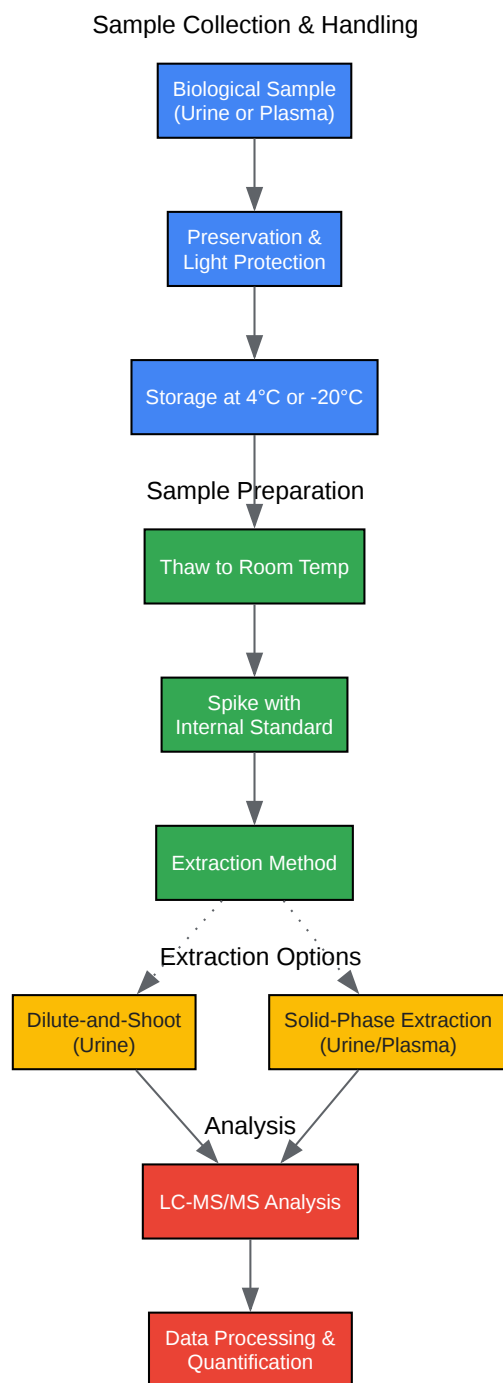 Sample Collection & Handling
Biological Sample
(Urine or Plasma)
Preservation &
Light Protection
Storage at 4°C or -20°C
Sample Preparation
Thaw to Room Temp
Spike with
Internal Standard
Extraction Method
Extraction Options
Dilute-and-Shoot
(Urine)
Solid-Phase Extraction
(Urine/Plasma)
Analysis
LC-MS/MS Analysis
Data Processing &
Quantification